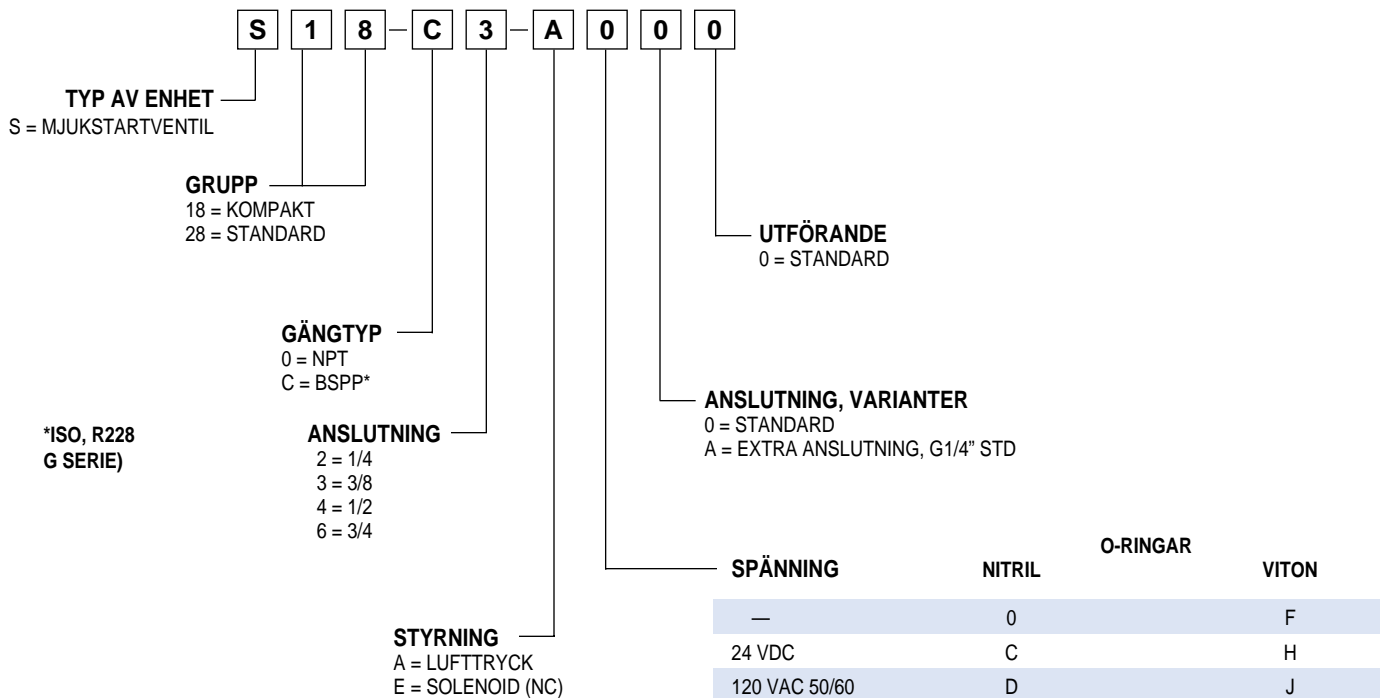 S 1 8 – C 3 – A 0 0 0
TYP AV ENHET
S = MJUKSTARTVENTIL
GRUPP
18 = KOMPAKT
28 = STANDARD
UTFÖRANDE
0 = STANDARD
GÄNGTYP
0 = NPT
C = BSPP*
ANSLUTNING, VARIANTER
0 = STANDARD
A = EXTRA ANSLUTNING, G1/4” STD
*ISO, R228
G SERIE)
ANSLUTNING
2 = 1/4
3 = 3/8
4 = 1/2
6 = 3/4
O-RINGAR
SPÄNNING NITRIL VITON
— 0 F
24 VDC C H
120 VAC 50/60 D J
STYRNING
A = LUFTTRYCK
E = SOLENOID (NC)